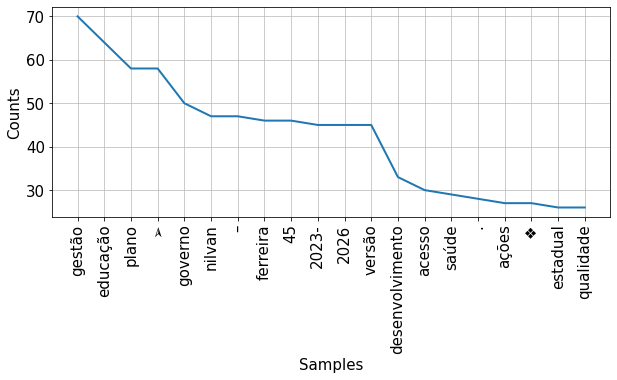 70
60
50
40
30
Counts
gestão
educação
plano
➢
governo
nilvan
–
ferreira
45
2023-
2026
versão
desenvolvimento
acesso
saúde
.
ações
❖
estadual
qualidade
Samples